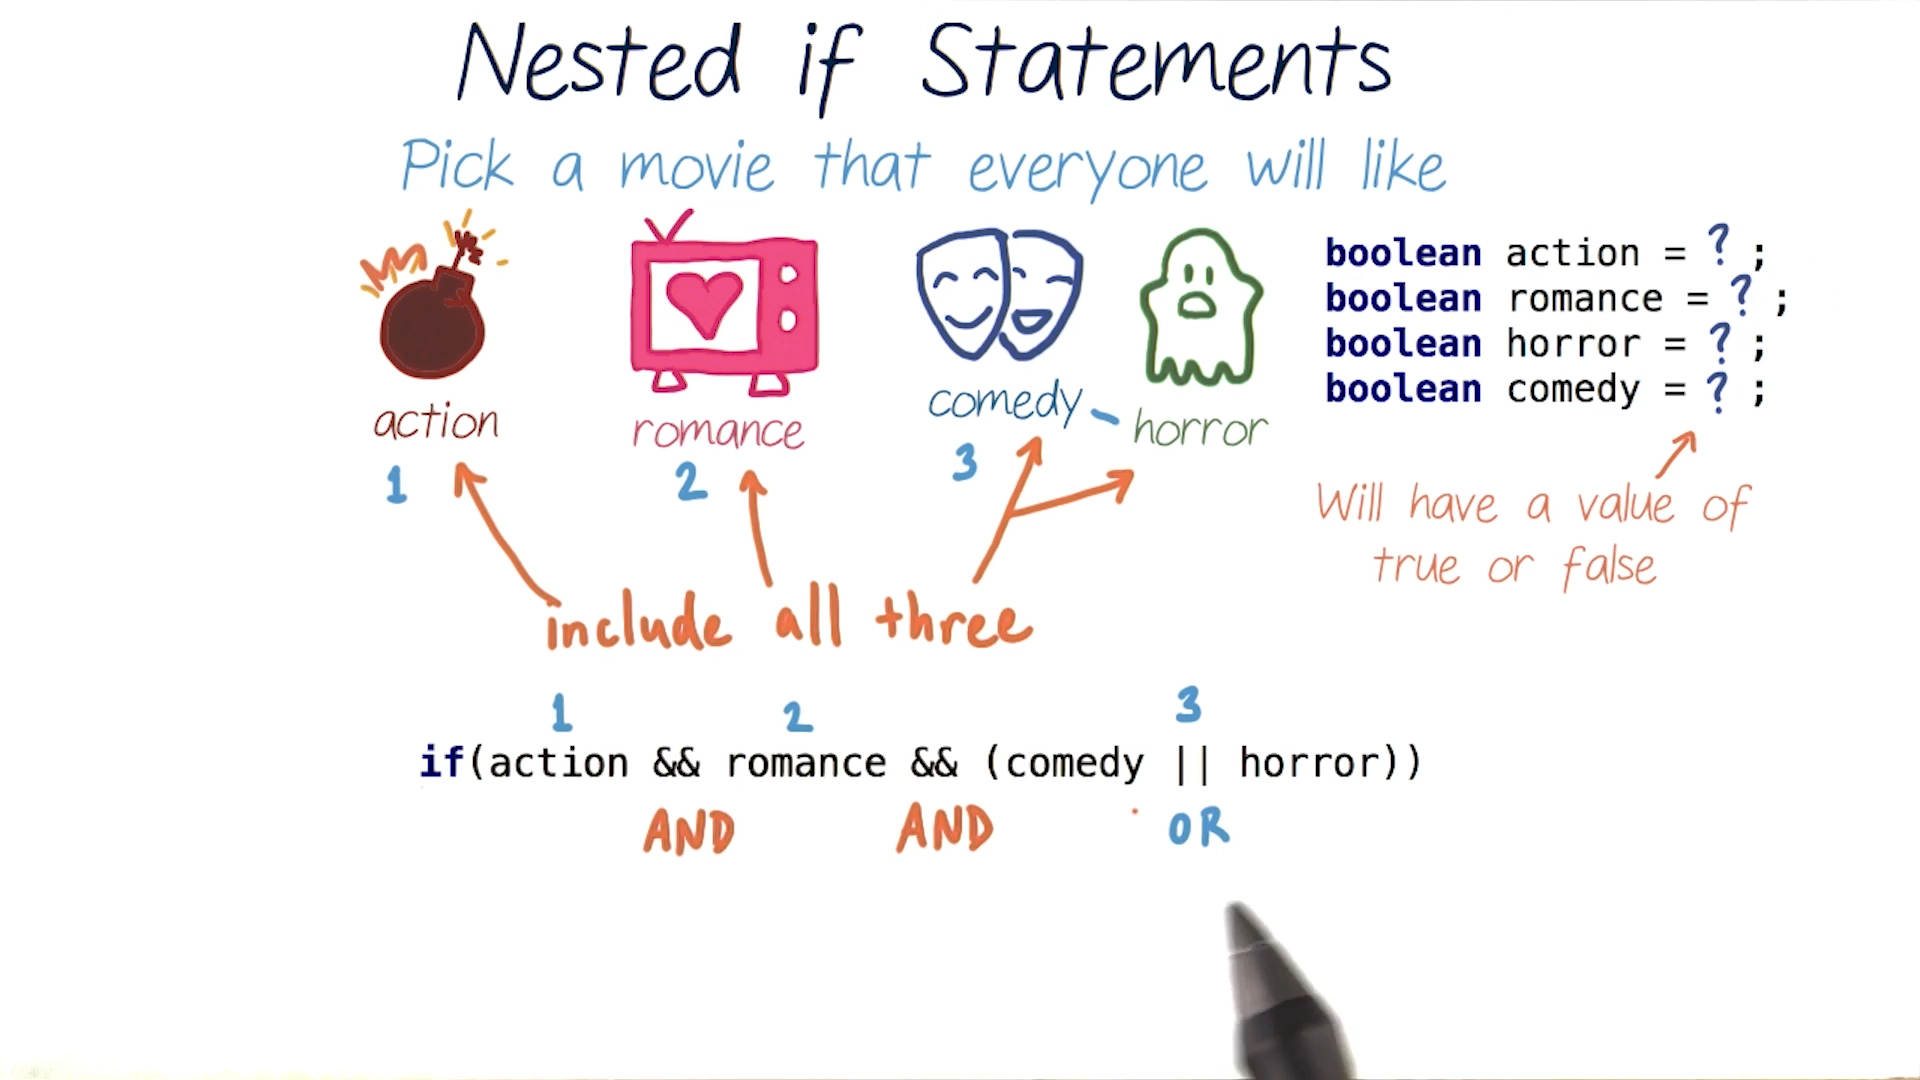 Nested if Statements
Pick a movie that everyone will like
boolean action = ? ;
boolean romance = ? ;
boolean horror = ? ;
boolean comedy = ? ;
action
romance
comedy
horror
1
2
3
Will have a value of
true or false
include all three
1 2 3
if(action && romance && (comedy || horror))
AND AND OR